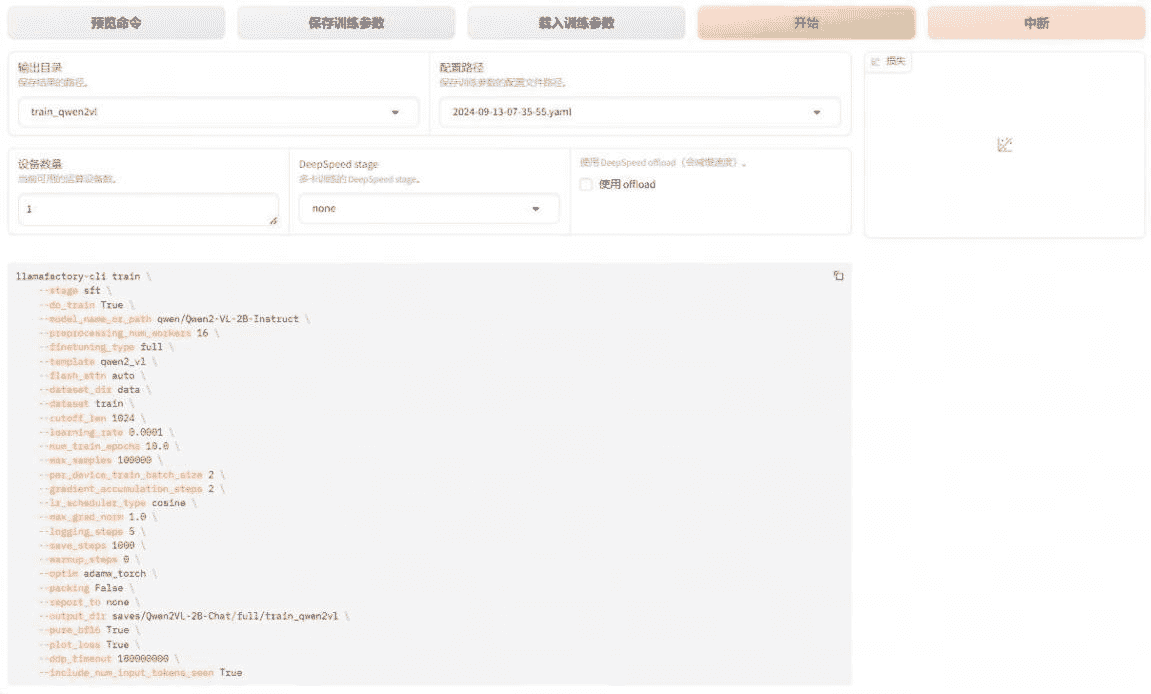 预览命令
保存训练参数
载入训练参数
开始
中断
输出目录
保存结果的路径。
train_qwen2vl
配置路径
保存训练参数的配置文件路径。
2024-09-13-07-35-55.yaml
损失
设备数量
当前可用的运算设备数。
1
DeepSpeed stage
多卡训练的 DeepSpeed stage。
none
使用 DeepSpeed offload（会减慢速度）。
使用 offload
llamafactory-cli train \
--stage sft \
--do_train True \
--model_name_or_path qwen/Qwen2-VL-2B-Instruct \
--preprocessing_num_workers 16 \
--finetuning_type full \
--template qwen2_vl \
--flash_attn auto \
--dataset_dir data \
--dataset train \
--cutoff_len 1024 \
--learning_rate 0.0001 \
--num_train_epochs 10.0 \
--max_samples 100000 \
--per_device_train_batch_size 2 \
--gradient_accumulation_steps 2 \
--lr_scheduler_type cosine \
--max_grad_norm 1.0 \
--logging_steps 5 \
--save_steps 1000 \
--warmup_steps 0 \
--optim adamw_torch \
--packing False \
--report_to none \
--output_dir saves/Qwen2VL-2B-Chat/full/train_qwen2vl \
--pure_bf16 True \
--plot_loss True \
--ddp_timeout 180000000 \
--include_num_input_tokens_seen True